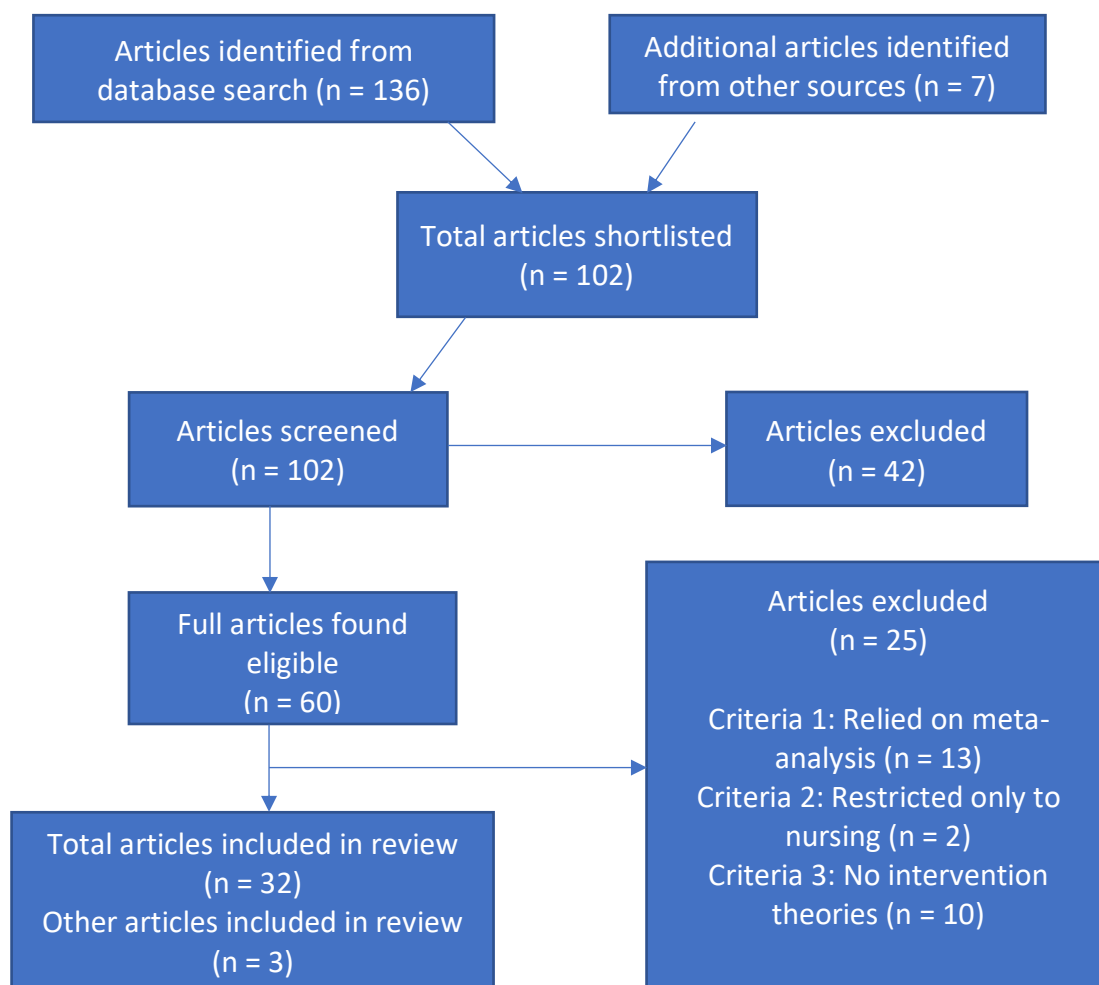 Articles identified from
database search (n = 136)
Additional articles identified
from other sources (n = 7)
Total articles shortlisted
(n = 102)
Articles screened
(n = 102)
Articles excluded
(n = 42)
Full articles found
eligible
(n = 60)
Articles excluded
(n = 25)
Criteria 1: Relied on meta-
analysis (n = 13)
Criteria 2: Restricted only to
nursing (n = 2)
Criteria 3: No intervention
theories (n = 10)
Total articles included in review
(n = 32)
Other articles included in review
(n = 3)